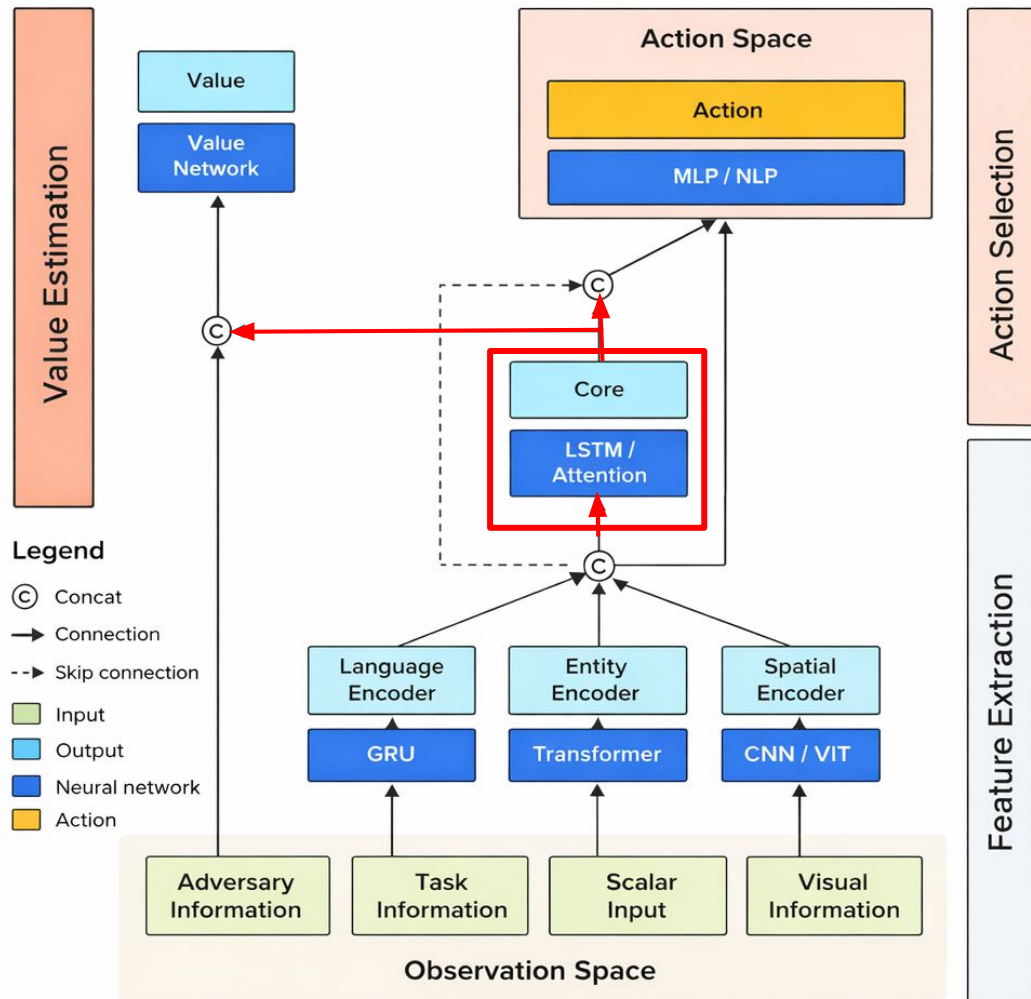 Value Estimation
Value
Value
Network
Action Space
Action
MLP / NLP
Action Selection
C
C
Core
LSTM /
Attention
C
Legend
C Concat
Connection
Skip connection
Input
Output
Neural network
Action
Language
Encoder
Entity
Encoder
Spatial
Encoder
GRU
Transformer
CNN / VIT
Feature Extraction
Adversary
Information
Task
Information
Scalar
Input
Visual
Information
Observation Space